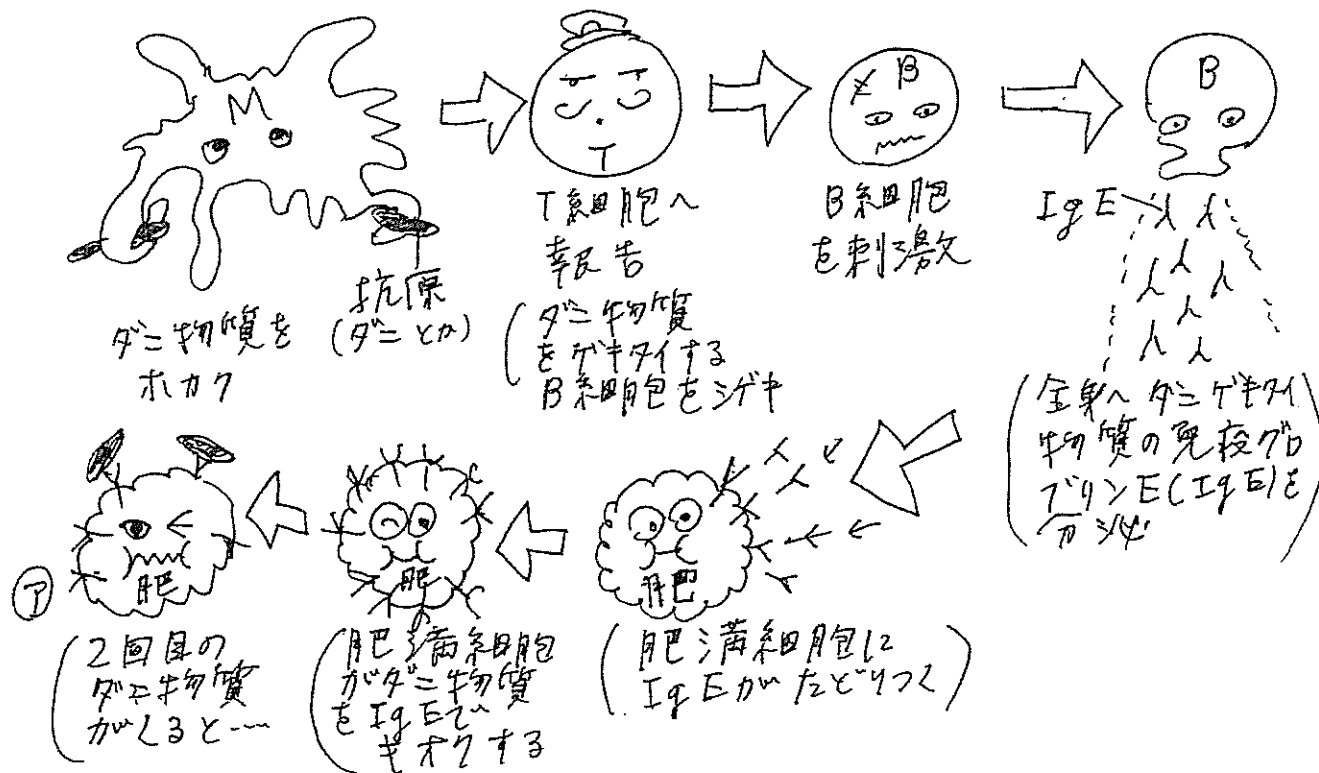 M
ダニ物質を
ホカク
抗原
(ダニとか)
T
T細胞へ
報告
(ダニ物質
をゲキタイする
B細胞をシゲキ
B
B細胞
を刺激
B
IgE
(全身へダニゲキタイ
物質の免疫グロ
ブリンE(IgE)を
分泌)
肥
(肥満細胞に
IgEがたどりつく)
肥
(肥満細胞
がダニ物質
をIgEで
キオクする
肥
ア
(2回目の
ダニ物質
がくると……